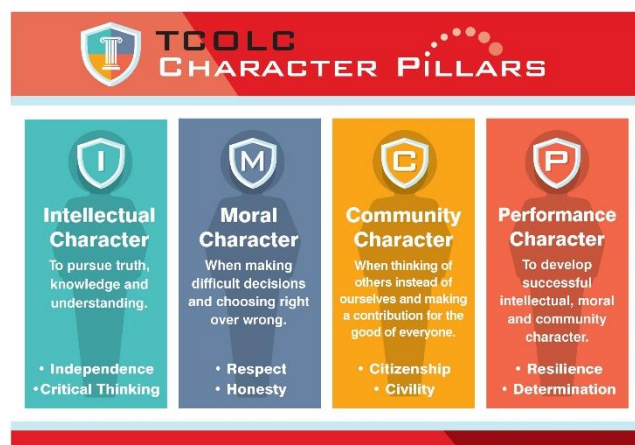 TCOLC
CHARACTER PILLARS
I
Intellectual
Character
To pursue truth,
knowledge and
understanding.
• Independence
•Critical Thinking
M
Moral
Character
When making
difficult decisions
and choosing right
over wrong.
• Respect
• Honesty
C
Community
Character
When thinking of
others instead of
ourselves and making
a contribution for the
good of everyone.
• Citizenship
• Civility
P
Performance
Character
To develop
successful
intellectual, moral
and community
character.
• Resilience
• Determination